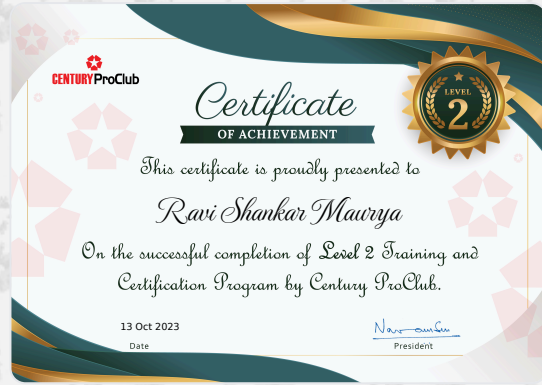 CENTURY ProClub
Certificate
OF ACHIEVEMENT
LEVEL
2
This certificate is proudly presented to
Ravi Shankar Maurya
On the successful completion of Level 2 Training and
Certification Program by Century ProClub.
13 Oct 2023
Date
President